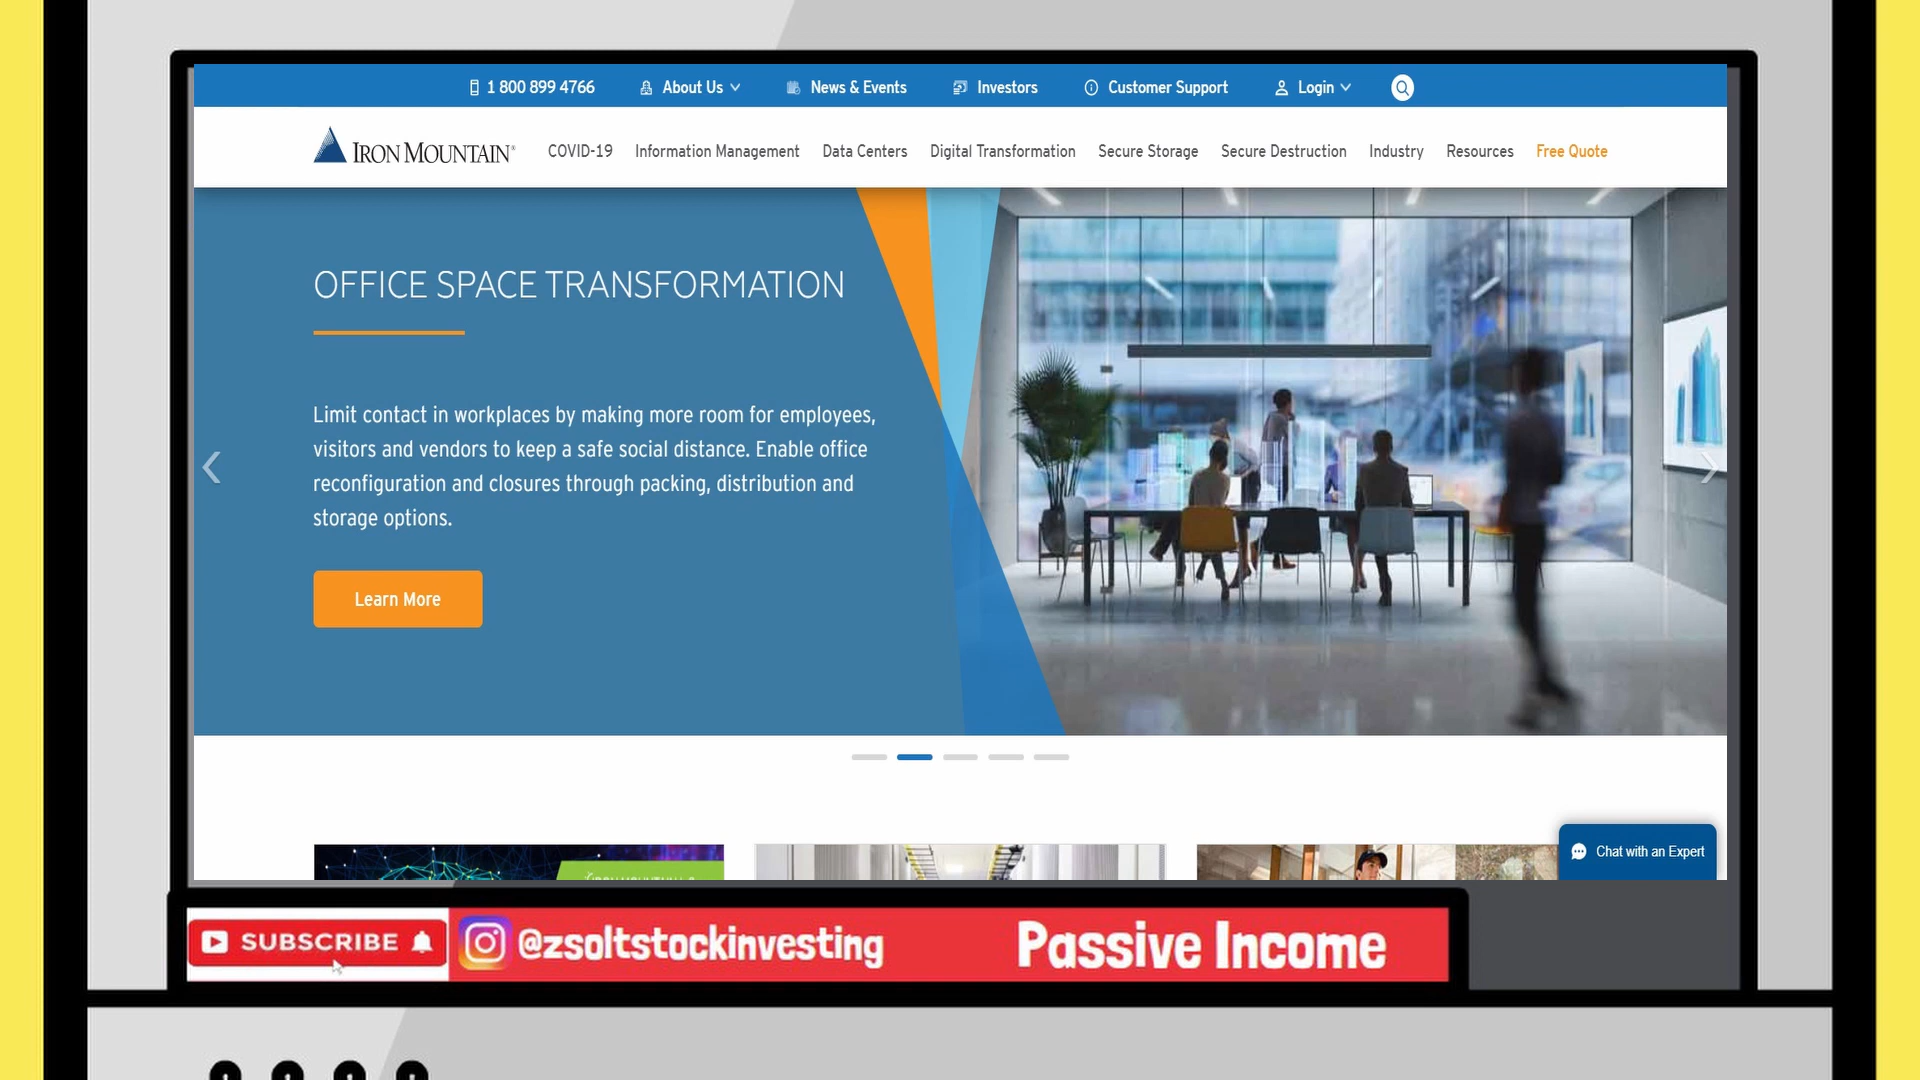 1 800 899 4766 About Us News & Events Investors Customer Support Login
IRON MOUNTAIN® COVID-19 Information Management Data Centers Digital Transformation Secure Storage Secure Destruction Industry Resources Free Quote
OFFICE SPACE TRANSFORMATION
Limit contact in workplaces by making more room for employees,
visitors and vendors to keep a safe social distance. Enable office
reconfiguration and closures through packing, distribution and
storage options.
Learn More
Chat with an Expert
SUBSCRIBE @zsoltstockinvesting Passive Income